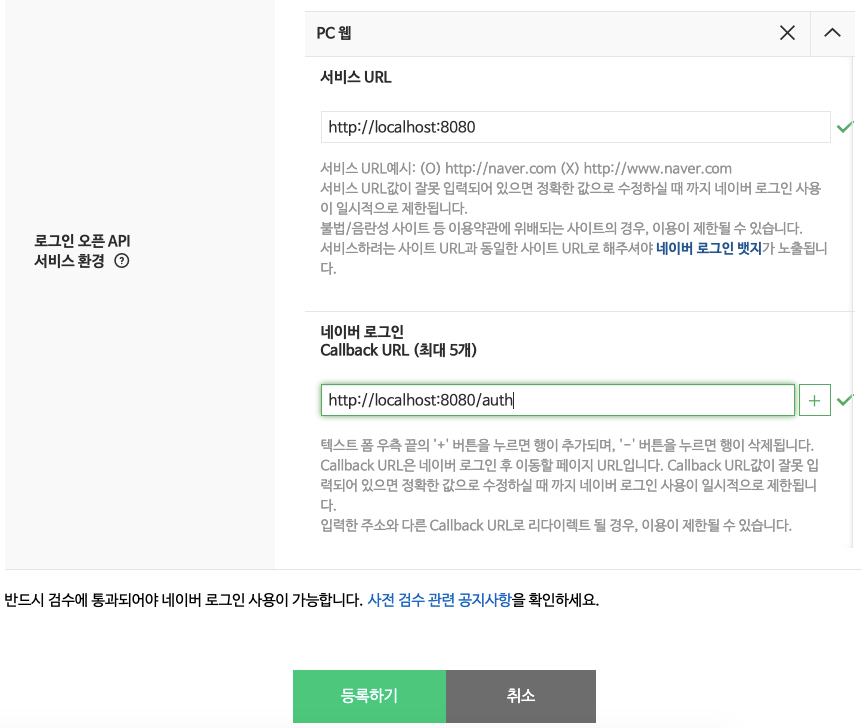 PC 웹
서비스 URL
http://localhost:8080
서비스 URL예시: (O) http://naver.com (X) http://www.naver.com
서비스 URL값이 잘못 입력되어 있으면 정확한 값으로 수정하실 때 까지 네이버 로그인 사용
이 일시적으로 제한됩니다.
불법/음란성 사이트 등 이용약관에 위배되는 사이트의 경우, 이용이 제한될 수 있습니다.
서비스하려는 사이트 URL과 동일한 사이트 URL로 해주셔야 네이버 로그인 뱃지가 노출됩니
다.
로그인 오픈 API
서비스 환경 ?
네이버 로그인
Callback URL (최대 5개)
http://localhost:8080/auth
+
텍스트 폼 우측 끝의 '+' 버튼을 누르면 행이 추가되며, '-' 버튼을 누르면 행이 삭제됩니다.
Callback URL은 네이버 로그인 후 이동할 페이지 URL입니다. Callback URL값이 잘못 입
력되어 있으면 정확한 값으로 수정하실 때 까지 네이버 로그인 사용이 일시적으로 제한됩니
다.
입력한 주소와 다른 Callback URL로 리다이렉트 될 경우, 이용이 제한될 수 있습니다.
반드시 검수에 통과되어야 네이버 로그인 사용이 가능합니다. 사전 검수 관련 공지사항을 확인하세요.
등록하기
취소